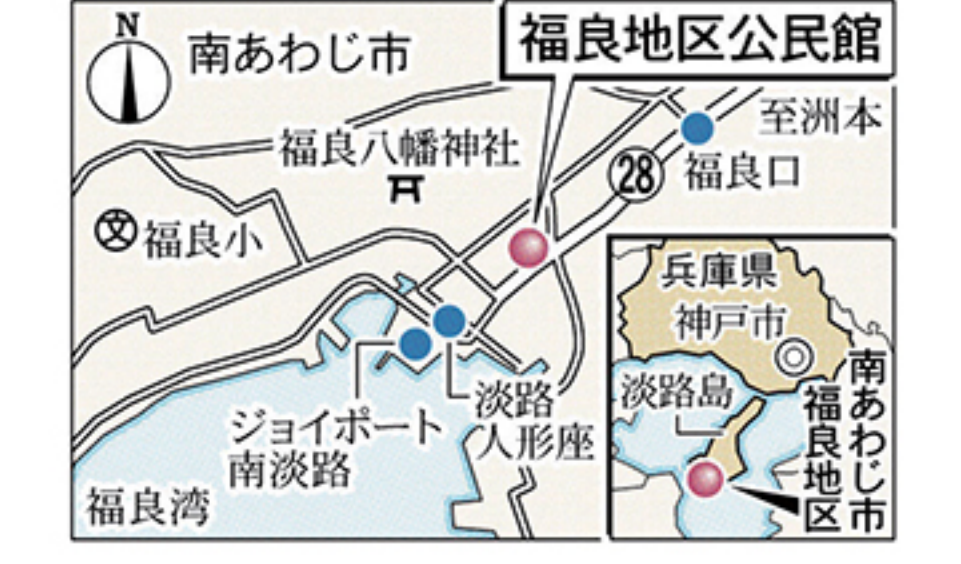 N
南あわじ市
福良地区公民館
至洲本
福良八幡神社
28
福良口
文
福良小
兵庫県
神戸市
淡路島
南あわじ市
福良地区
淡路
人形座
ジョイポート
南淡路
福良湾